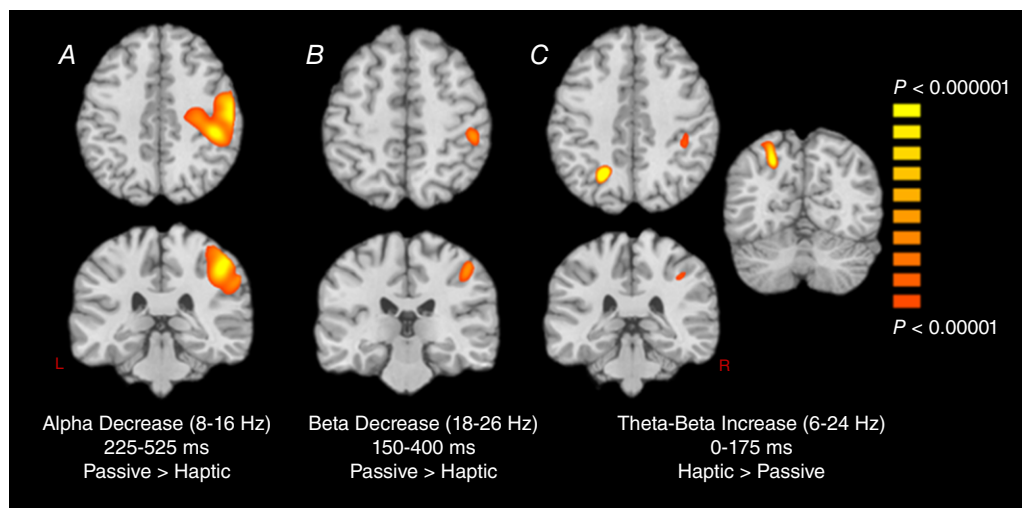 A
B
C
P < 0.000001
P < 0.00001
L
R
Alpha Decrease (8-16 Hz)
225-525 ms
Passive > Haptic
Beta Decrease (18-26 Hz)
150-400 ms
Passive > Haptic
Theta-Beta Increase (6-24 Hz)
0-175 ms
Haptic > Passive